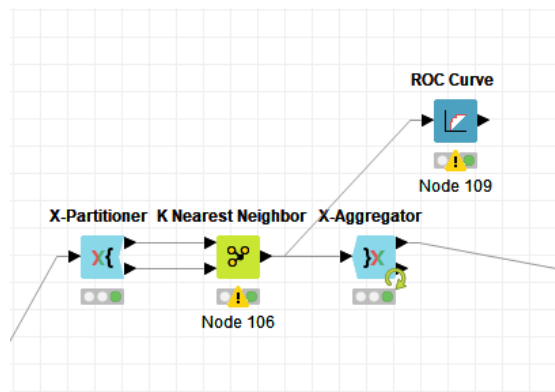 ROC Curve
Node 109
X-Partitioner
K Nearest Neighbor
X-Aggregator
X{
}X
Node 106